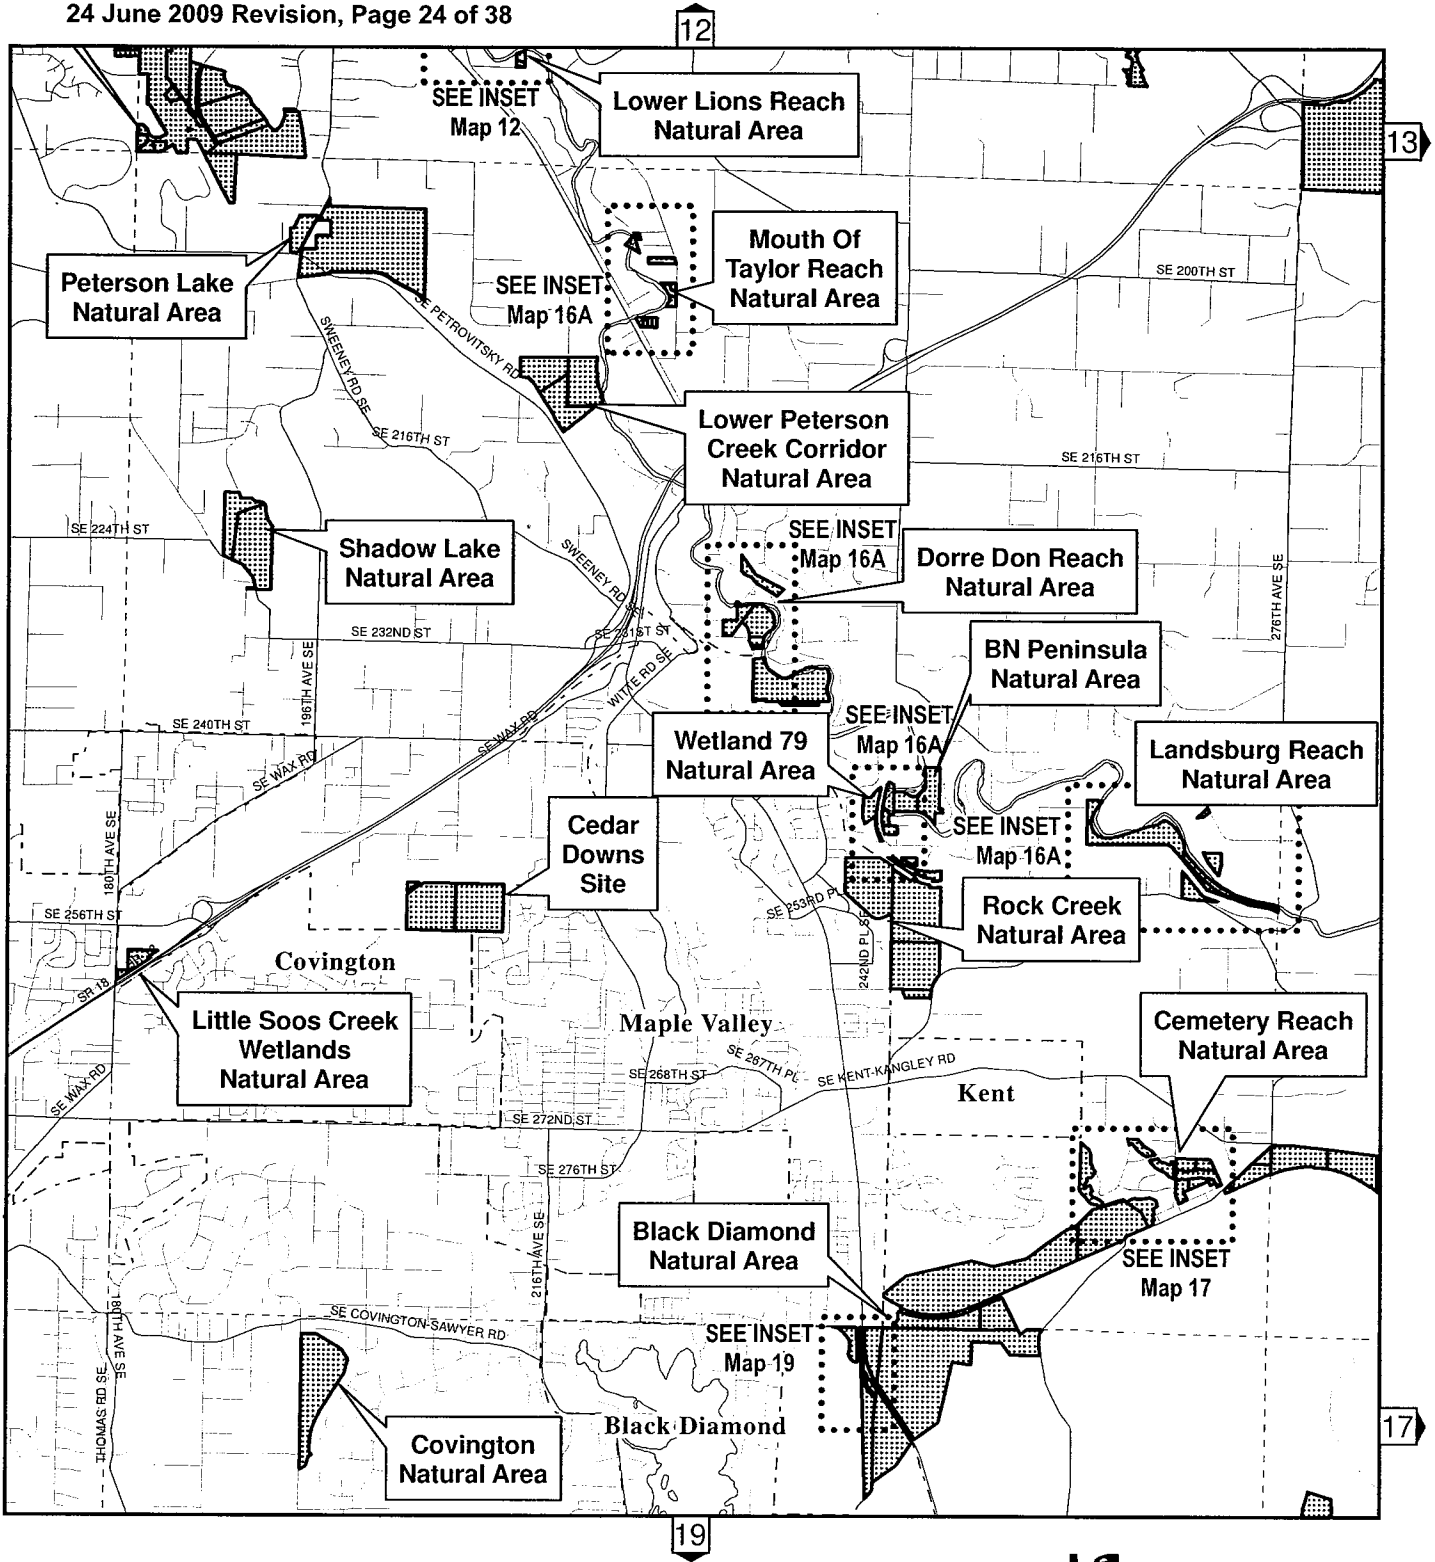 24 June 2009 Revision, Page 24 of 38
12
SEE INSET
Map 12
Lower Lions Reach
Natural Area
13
Peterson Lake
Natural Area
SEE INSET
Map 16A
Mouth Of
Taylor Reach
Natural Area
SE 200TH ST
SE PETROVITSKY RD
SWEENEY RD SE
Lower Peterson
Creek Corridor
Natural Area
SE 216TH ST
SE 216TH ST
SE 224TH ST
Shadow Lake
Natural Area
SEE INSET
Map 16A
Dorre Don Reach
Natural Area
SWEENEY RD SE
276TH AVE SE
SE 232ND ST
SE 231ST ST
196TH AVE SE
WITTE RD SE
BN Peninsula
Natural Area
SE 240TH ST
SE WAX RD
SE WAX RD
Wetland 79
Natural Area
SEE INSET
Map 16A
Landsburg Reach
Natural Area
180TH AVE SE
Cedar
Downs
Site
SEE INSET
Map 16A
SE 256TH ST
SE 253RD PL
242ND PL SE
Rock Creek
Natural Area
Covington
SR 18
Little Soos Creek
Wetlands
Natural Area
Maple Valley
Cemetery Reach
Natural Area
SE WAX RD
SE 267TH PL
SE 268TH ST
SE KENT-KANGLEY RD
Kent
SE 272ND ST
SE 276TH ST
216TH AVE SE
Black Diamond
Natural Area
SEE INSET
Map 17
180TH AVE SE
SE COVINGTON-SAWYER RD
SEE INSET
Map 19
THOMAS RD SE
Covington
Natural Area
Black Diamond
17
19